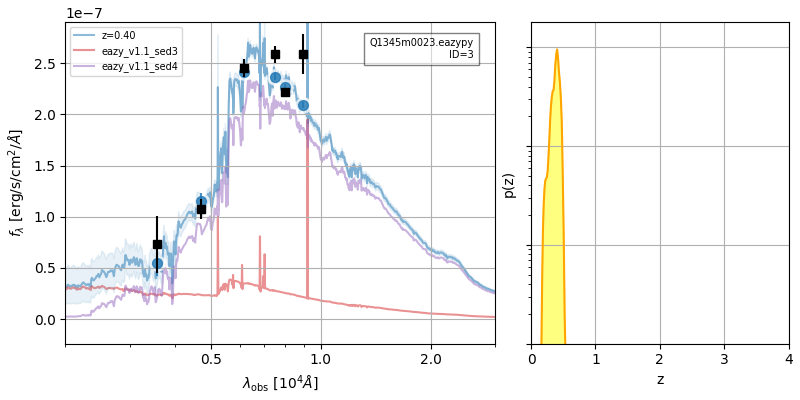 1e−7
z=0.40
eazy_v1.1_sed3
eazy_v1.1_sed4
Q1345m0023.eazypy
ID=3
2.5
2.0
1.5
1.0
0.5
0.0
f_λ [erg/s/cm²/Å]
0.5
1.0
2.0
λ_obs [10⁴Å]
p(z)
0
1
2
3
4
z